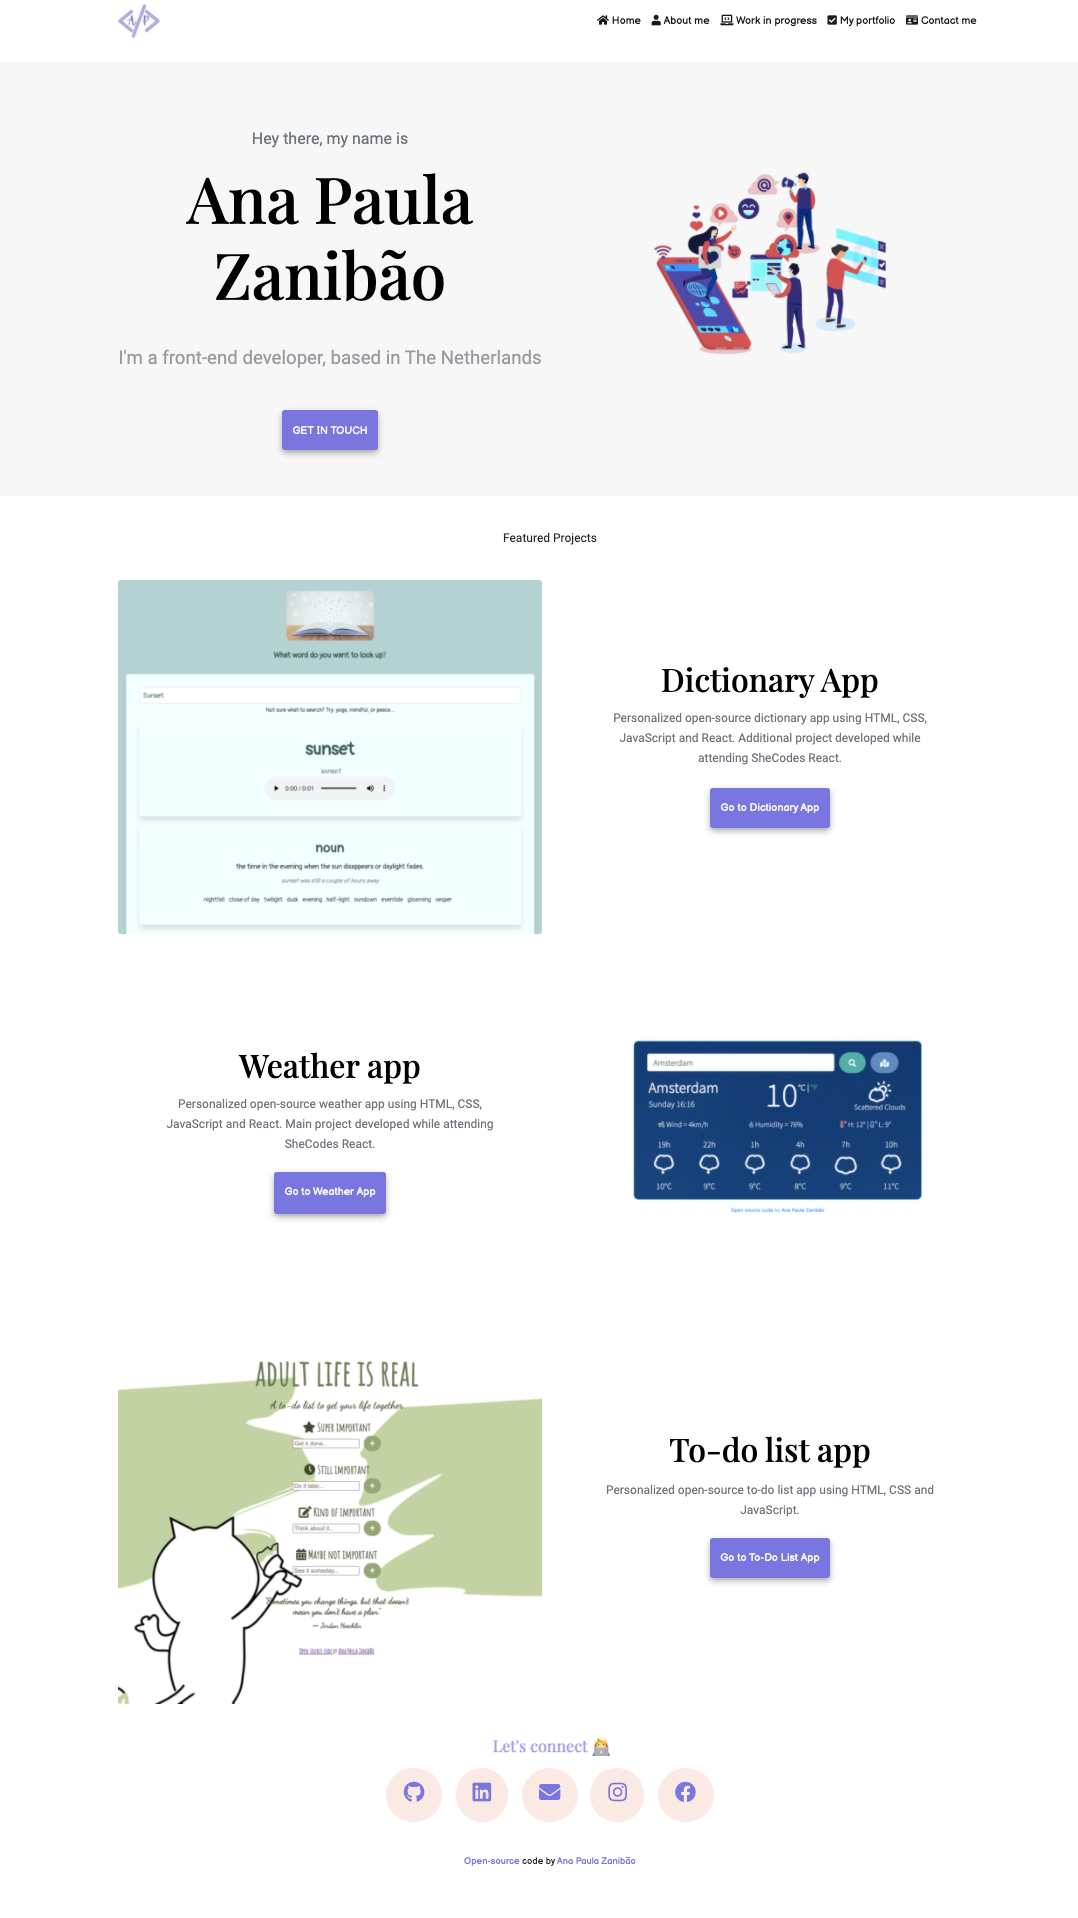 A P
Home About me Work in progress My portfolio Contact me
Hey there, my name is
Ana Paula
Zanibão
I'm a front-end developer, based in The Netherlands
GET IN TOUCH
Featured Projects
What word do you want to look up?
Sunset
Not sure what to search? Try: yoga, mindful, or peace...
sunset
0:00 / 0:01
noun
the time in the evening when the sun disappears or daylight fades.
sunset was still a couple of hours away
nightfall close of day twilight dusk evening half-light sundown eventide gloaming vesper
Dictionary App
Personalized open-source dictionary app using HTML, CSS,
JavaScript and React. Additional project developed while
attending SheCodes React.
Go to Dictionary App
Weather app
Personalized open-source weather app using HTML, CSS,
JavaScript and React. Main project developed while attending
SheCodes React.
Go to Weather App
Amsterdam
Amsterdam
Sunday 16:16
10 °C | °F
Scattered Clouds
Wind = 4km/h Humidity = 76% H: 12° | L: 9°
19h 22h 1h 4h 7h 10h
10°C 9°C 9°C 8°C 9°C 11°C
Open source code by Ana Paula Zanibão
ADULT LIFE IS REAL
A to-do list to get your life together
SUPER IMPORTANT
Get it done...
STILL IMPORTANT
Do it later...
KIND OF IMPORTANT
Think about it...
MAYBE NOT IMPORTANT
See it someday...
"Sometimes you change things, but that doesn't
mean you don't have a plan."
— Jordan Hoechlin
OPEN SOURCE CODE BY ANA PAULA ZANIBÃO
To-do list app
Personalized open-source to-do list app using HTML, CSS and
JavaScript.
Go to To-Do List App
Let's connect
Open-source code by Ana Paula Zanibão